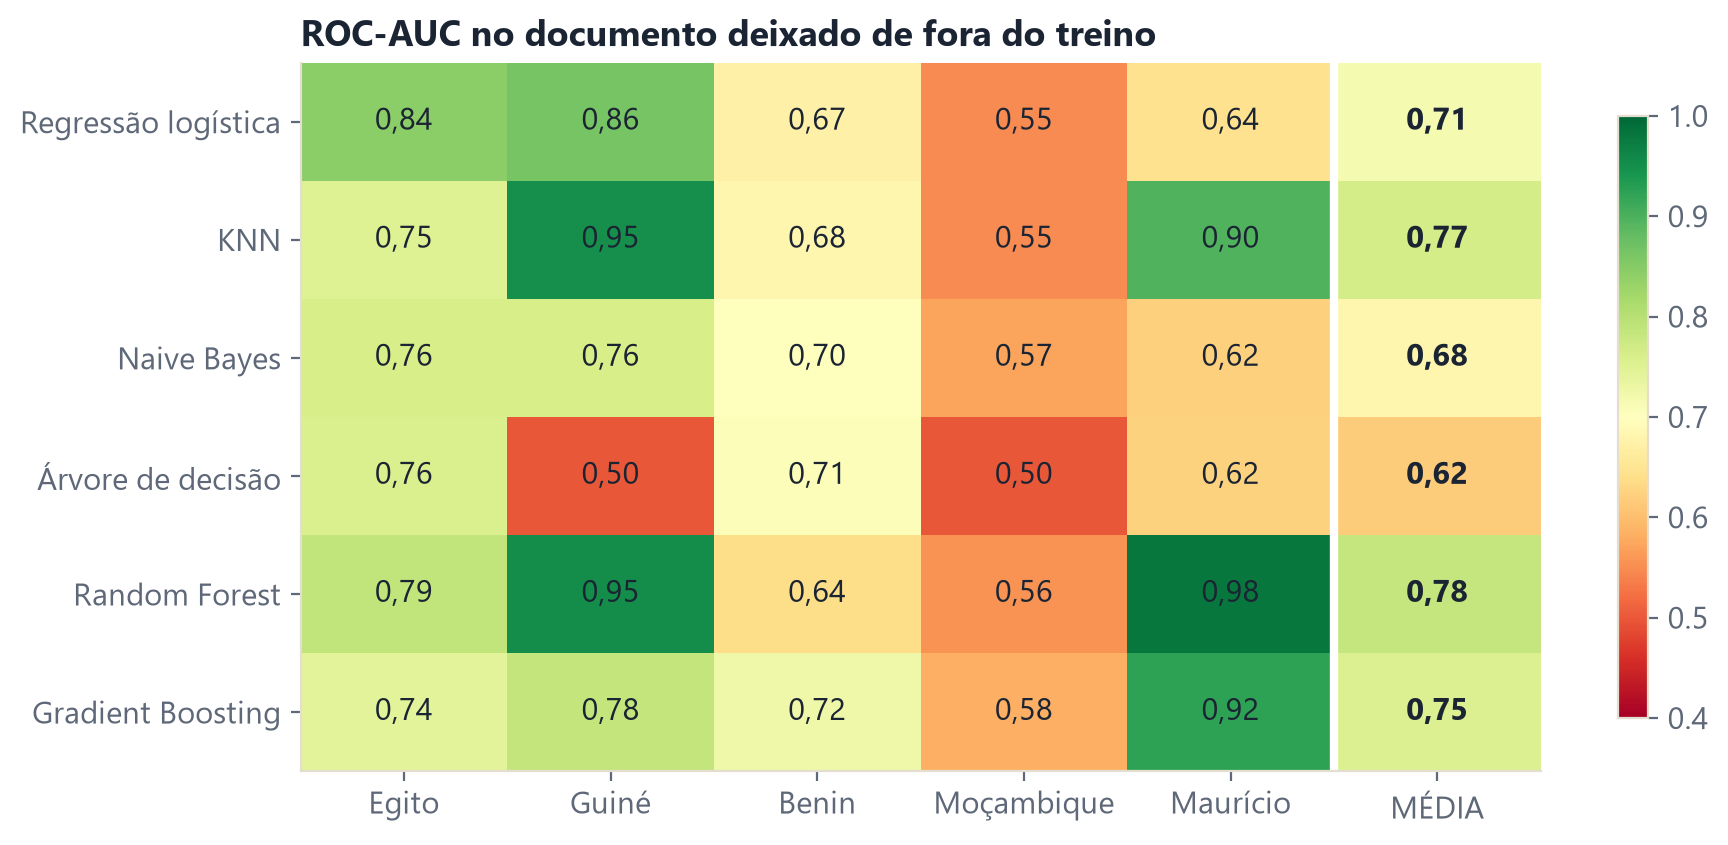 ROC-AUC no documento deixado de fora do treino
Regressão logística 0,84 0,86 0,67 0,55 0,64 0,71
KNN 0,75 0,95 0,68 0,55 0,90 0,77
Naive Bayes 0,76 0,76 0,70 0,57 0,62 0,68
Árvore de decisão 0,76 0,50 0,71 0,50 0,62 0,62
Random Forest 0,79 0,95 0,64 0,56 0,98 0,78
Gradient Boosting 0,74 0,78 0,72 0,58 0,92 0,75
Egito Guiné Benin Moçambique Maurício MÉDIA
1.0
0.9
0.8
0.7
0.6
0.5
0.4